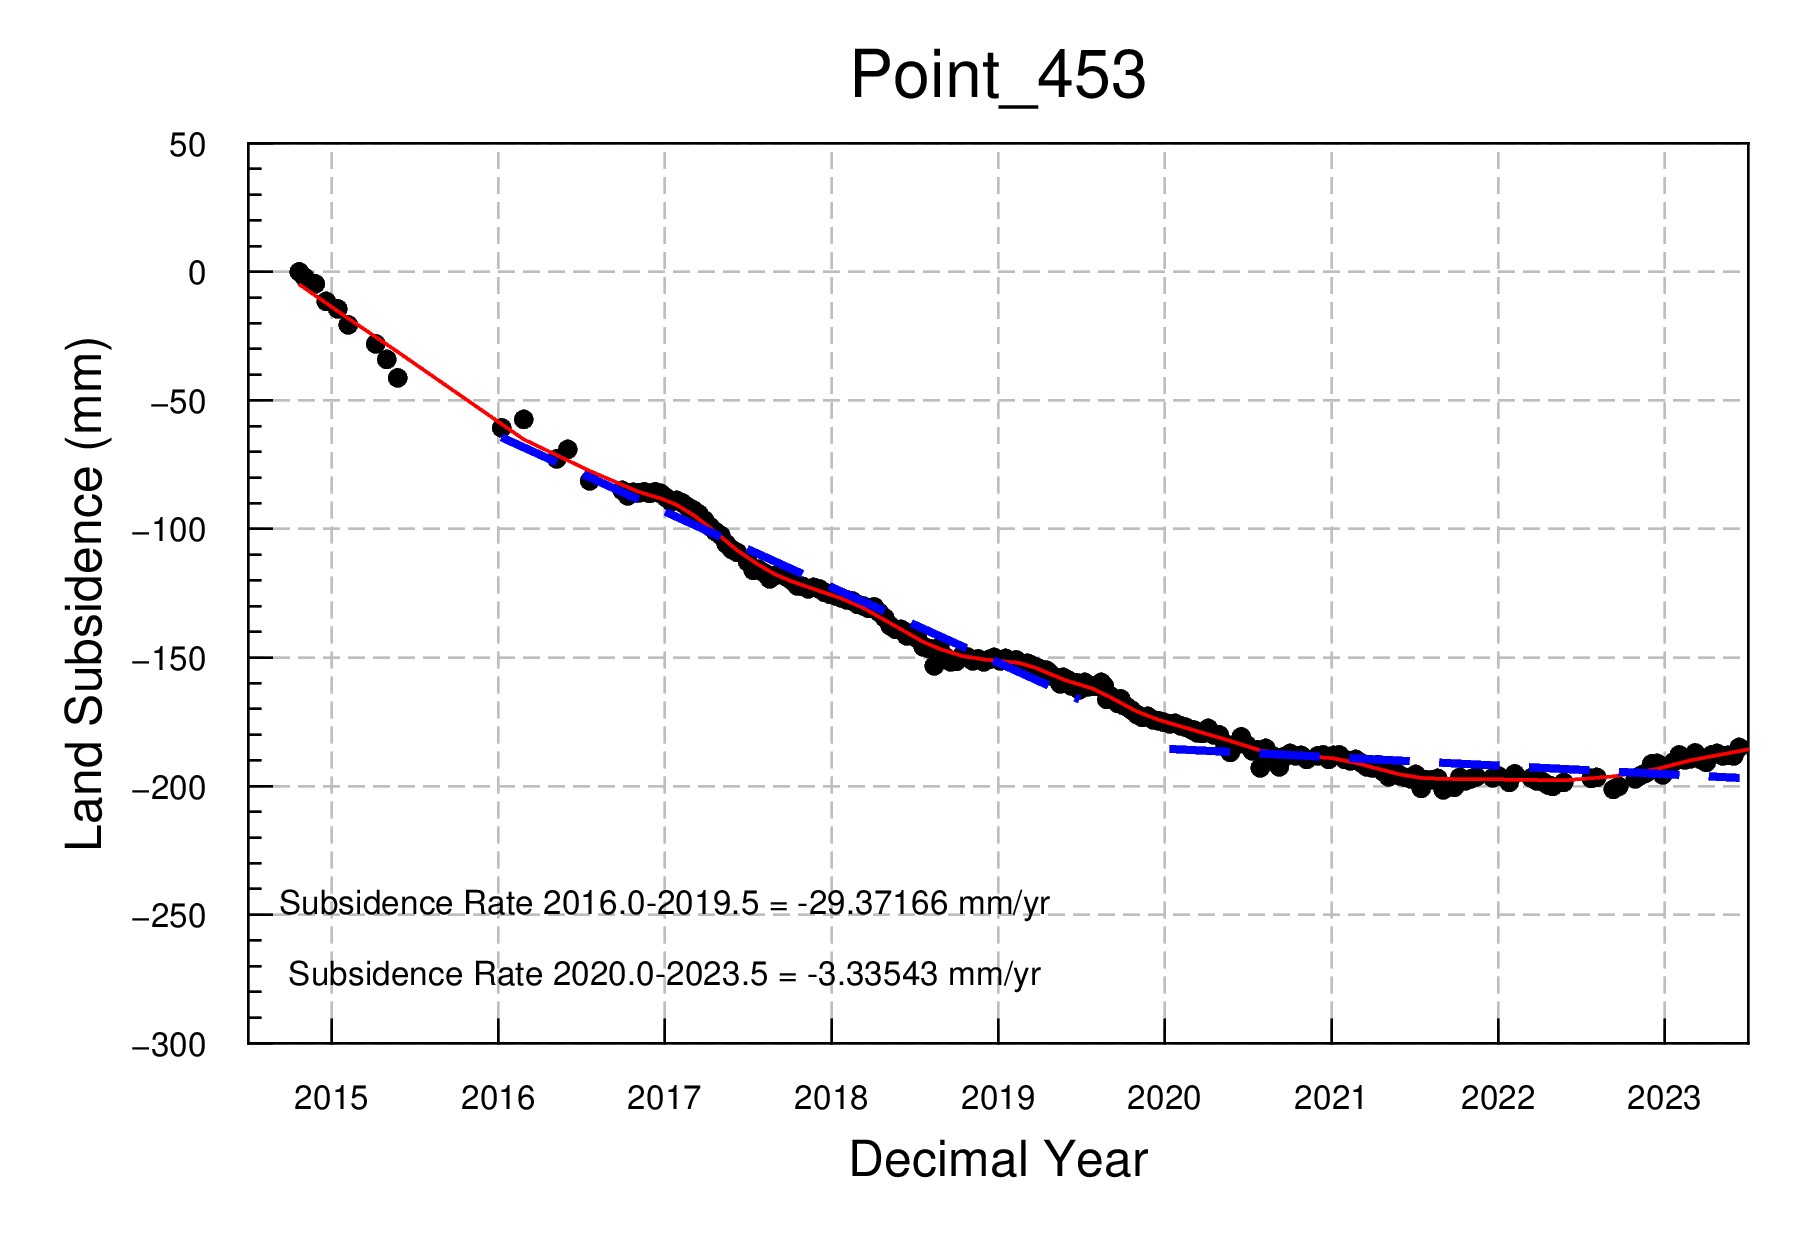 Point_453
50
0
−50
−100
−150
−200
−250
−300
Land Subsidence (mm)
Subsidence Rate 2016.0-2019.5 = -29.37166 mm/yr
Subsidence Rate 2020.0-2023.5 = -3.33543 mm/yr
2015 2016 2017 2018 2019 2020 2021 2022 2023
Decimal Year